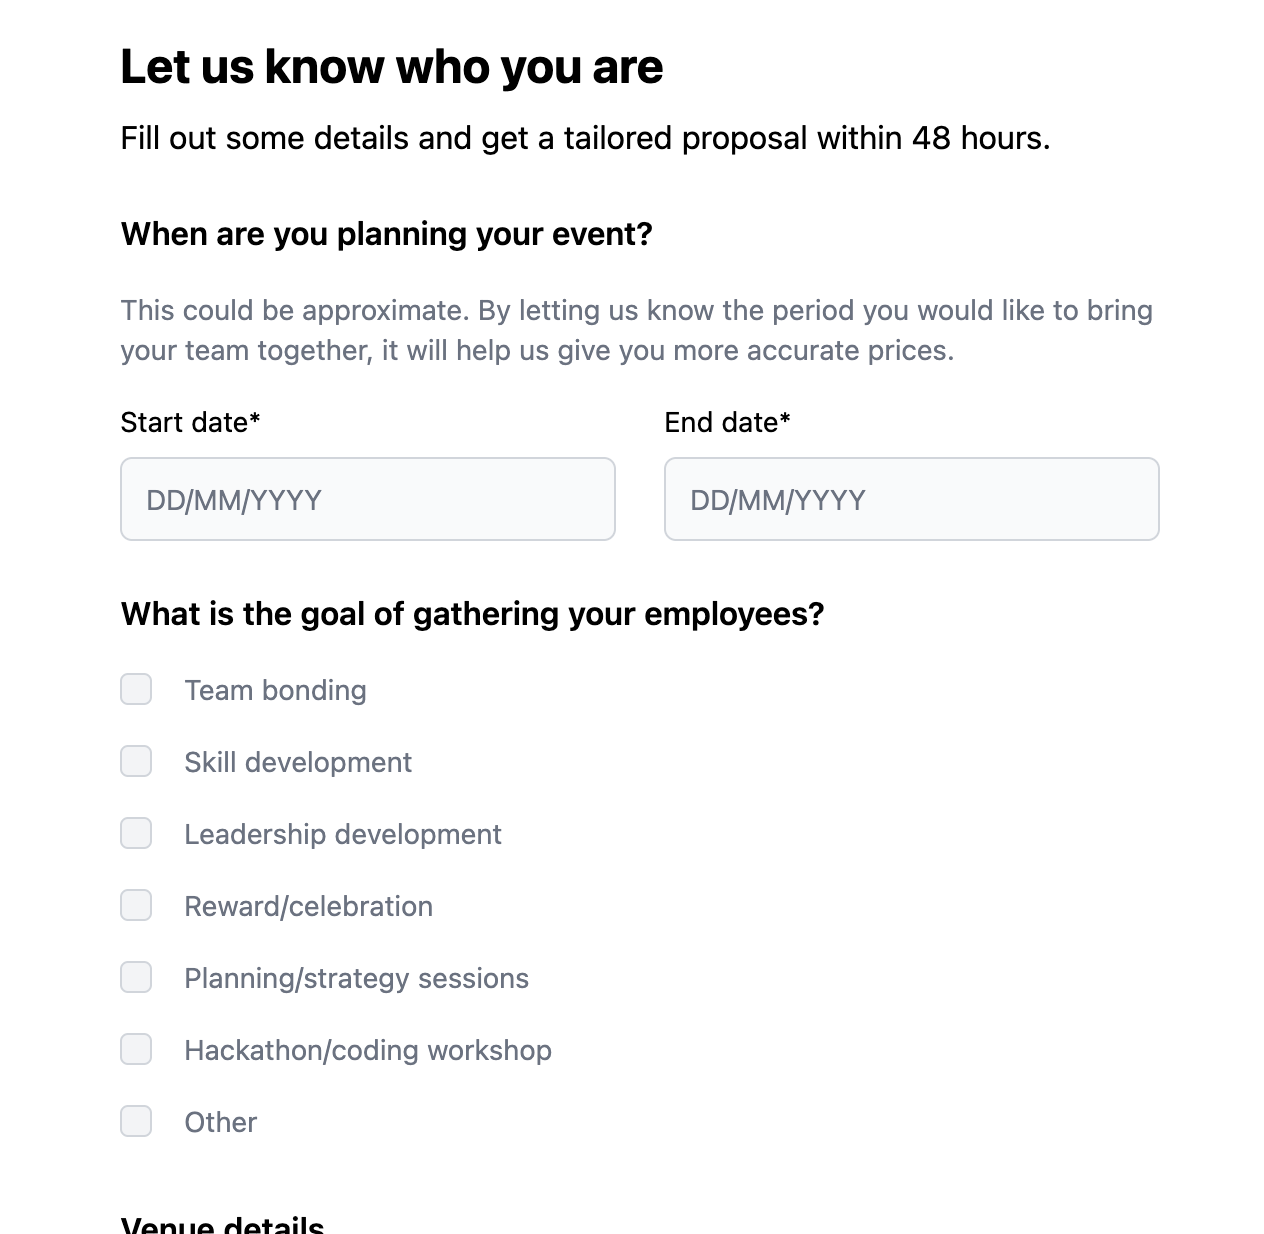 Let us know who you are
Fill out some details and get a tailored proposal within 48 hours.
When are you planning your event?
This could be approximate. By letting us know the period you would like to bring
your team together, it will help us give you more accurate prices.
Start date*
End date*
DD/MM/YYYY
DD/MM/YYYY
What is the goal of gathering your employees?
Team bonding
Skill development
Leadership development
Reward/celebration
Planning/strategy sessions
Hackathon/coding workshop
Other
Venue details